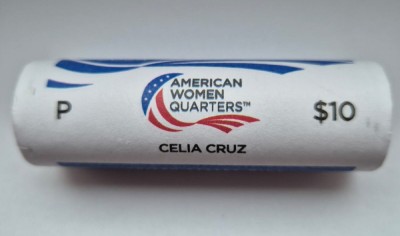 P
AMERICAN
WOMEN
QUARTERS™
$10
CELIA CRUZ